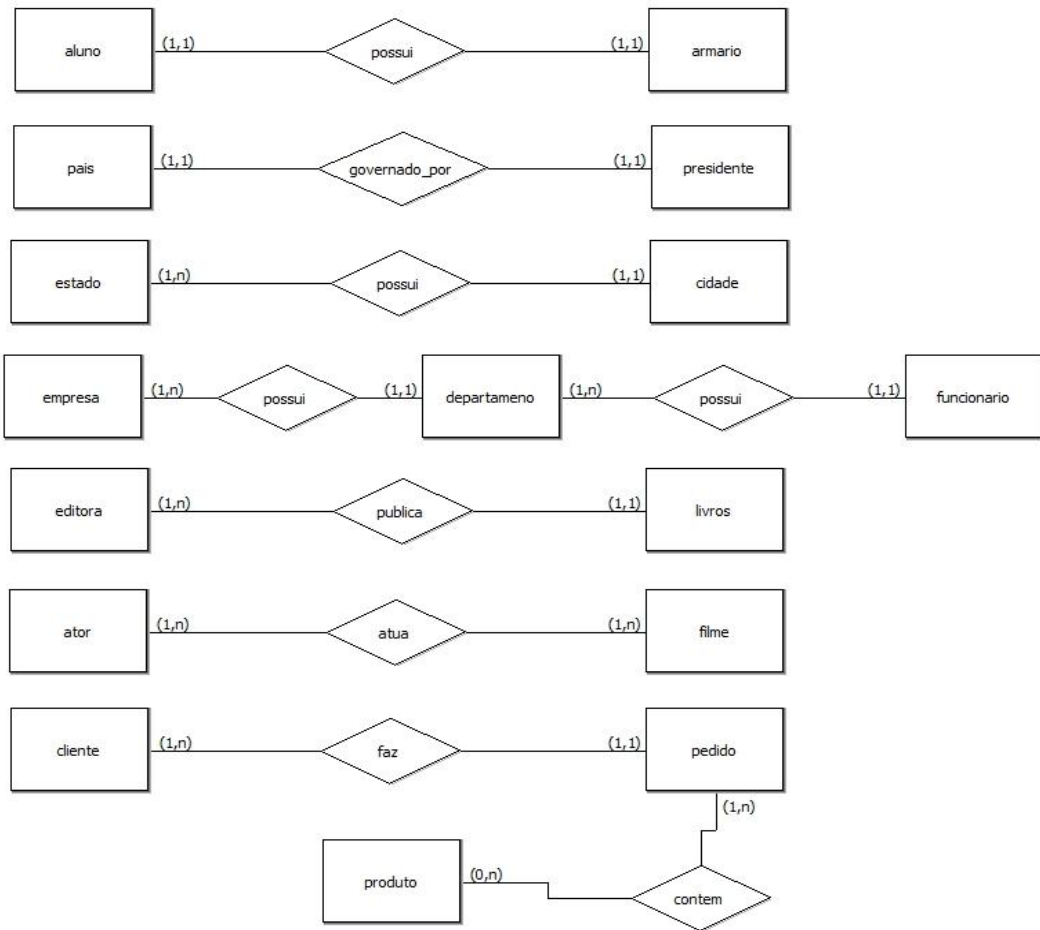 aluno (1,1) possui (1,1) armario
pais (1,1) governado_por (1,1) presidente
estado (1,n) possui (1,1) cidade
empresa (1,n) possui (1,1) departameno (1,n) possui (1,1) funcionario
editora (1,n) publica (1,1) livros
ator (1,n) atua (1,n) filme
cliente (1,n) faz (1,1) pedido
(1,n)
produto (0,n) contem